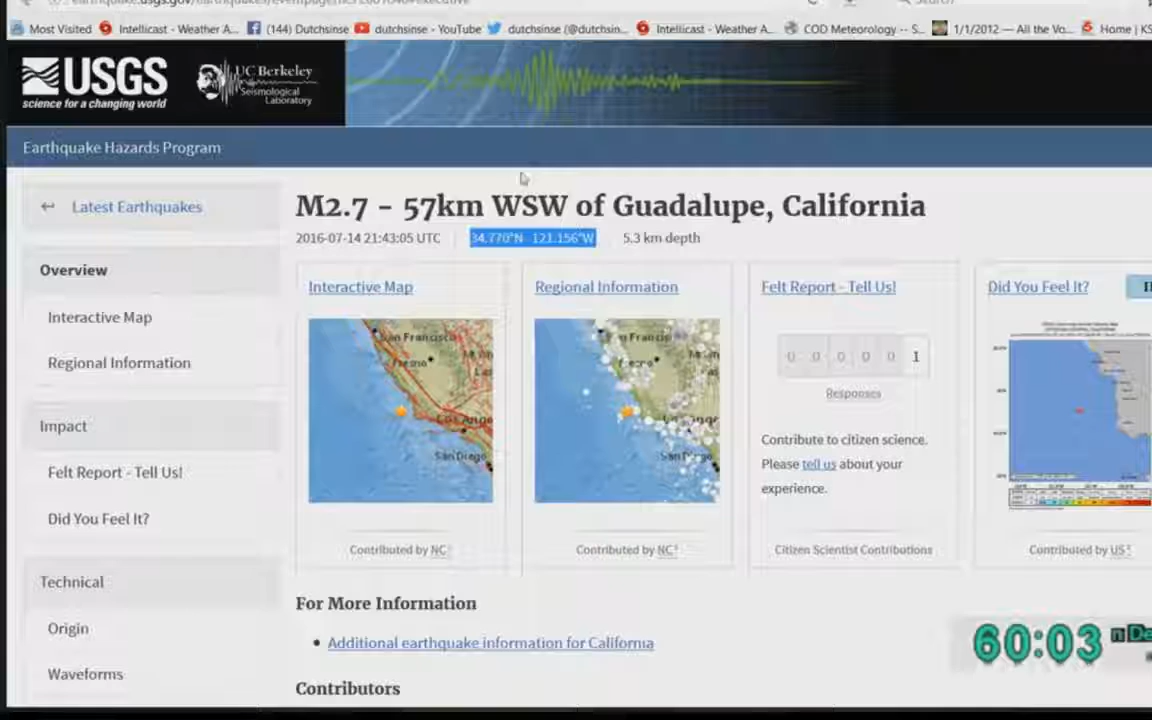 Most Visited Intellicast - Weather A... (144) Dutchsinse dutchsinse - YouTube dutchsinse (@dutchsin... Intellicast - Weather A... COD Meteorology -- S... 1/1/2012 — All the Vo... Home | KS
USGS
science for a changing world
UC Berkeley
Seismological
Laboratory
Earthquake Hazards Program
Latest Earthquakes
Overview
Interactive Map
Regional Information
Impact
Felt Report - Tell Us!
Did You Feel It?
Technical
Origin
Waveforms
M2.7 - 57km WSW of Guadalupe, California
2016-07-14 21:43:05 UTC 34.770°N 121.156°W 5.3 km depth
Interactive Map
San Francisco
Fresno
San Diego
Contributed by NC
Regional Information
Contributed by NC
Felt Report - Tell Us!
0 0 0 0 0 1
Responses
Contribute to citizen science.
Please tell us about your
experience.
Citizen Scientist Contributions
Did You Feel It?
Contributed by US
For More Information
Additional earthquake information for California
Contributors
60:03